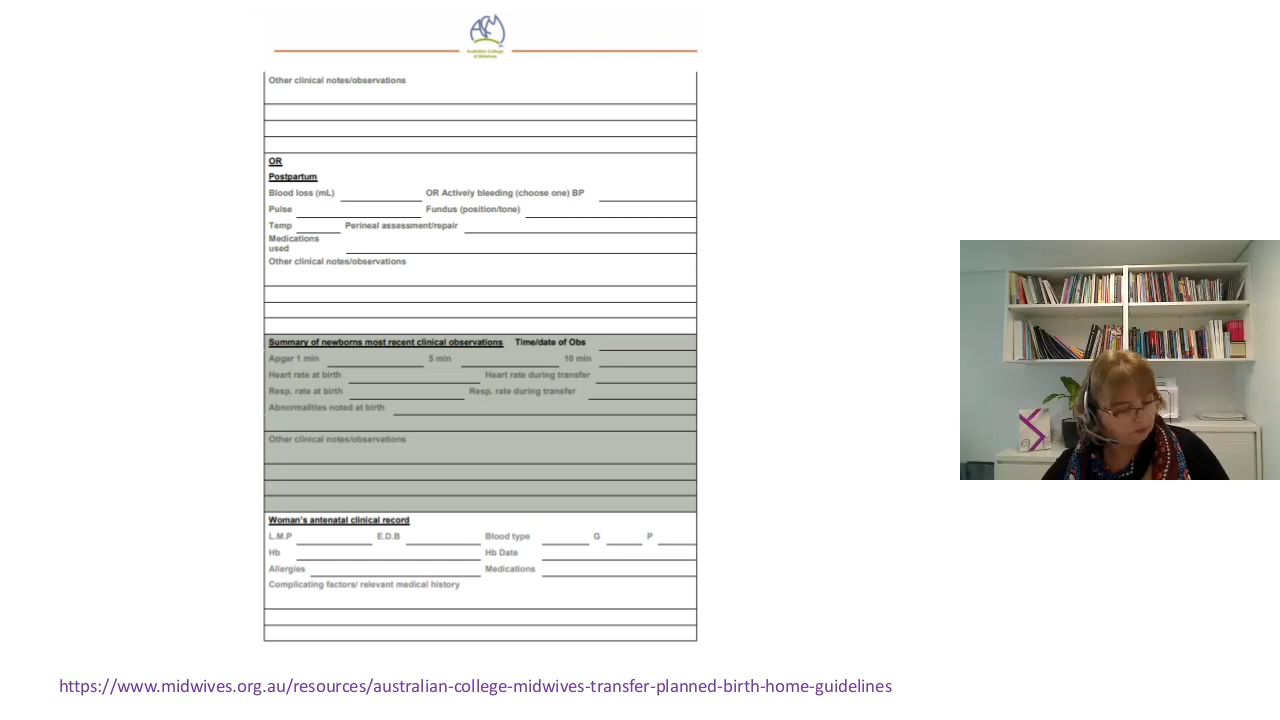 ACM
Australian College
of Midwives
Other clinical notes/observations
OR
Postpartum
Blood loss (mL) OR Actively bleeding (choose one) BP
Pulse Fundus (position/tone)
Temp Perineal assessment/repair
Medications
used
Other clinical notes/observations
Summary of newborns most recent clinical observations Time/date of Obs
Apgar 1 min 5 min 10 min
Heart rate at birth Heart rate during transfer
Resp. rate at birth Resp. rate during transfer
Abnormalities noted at birth
Other clinical notes/observations
Woman's antenatal clinical record
L.M.P E.D.B Blood type G P
Hb Hb Date
Allergies Medications
Complicating factors/ relevant medical history
https://www.midwives.org.au/resources/australian-college-midwives-transfer-planned-birth-home-guidelines